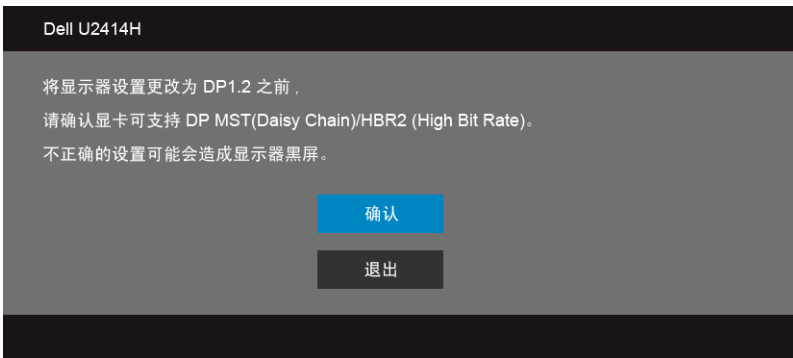 Dell U2414H
将显示器设置更改为 DP1.2 之前 ,
请确认显卡可支持 DP MST(Daisy Chain)/HBR2 (High Bit Rate)。
不正确的设置可能会造成显示器黑屏。
确认
退出